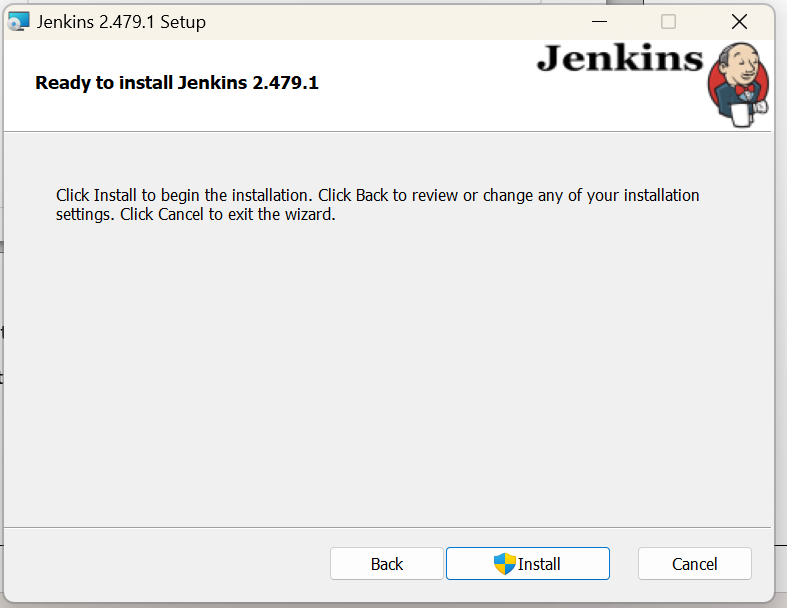 Jenkins 2.479.1 Setup
Jenkins
Ready to install Jenkins 2.479.1
Click Install to begin the installation. Click Back to review or change any of your installation
settings. Click Cancel to exit the wizard.
Back
Install
Cancel